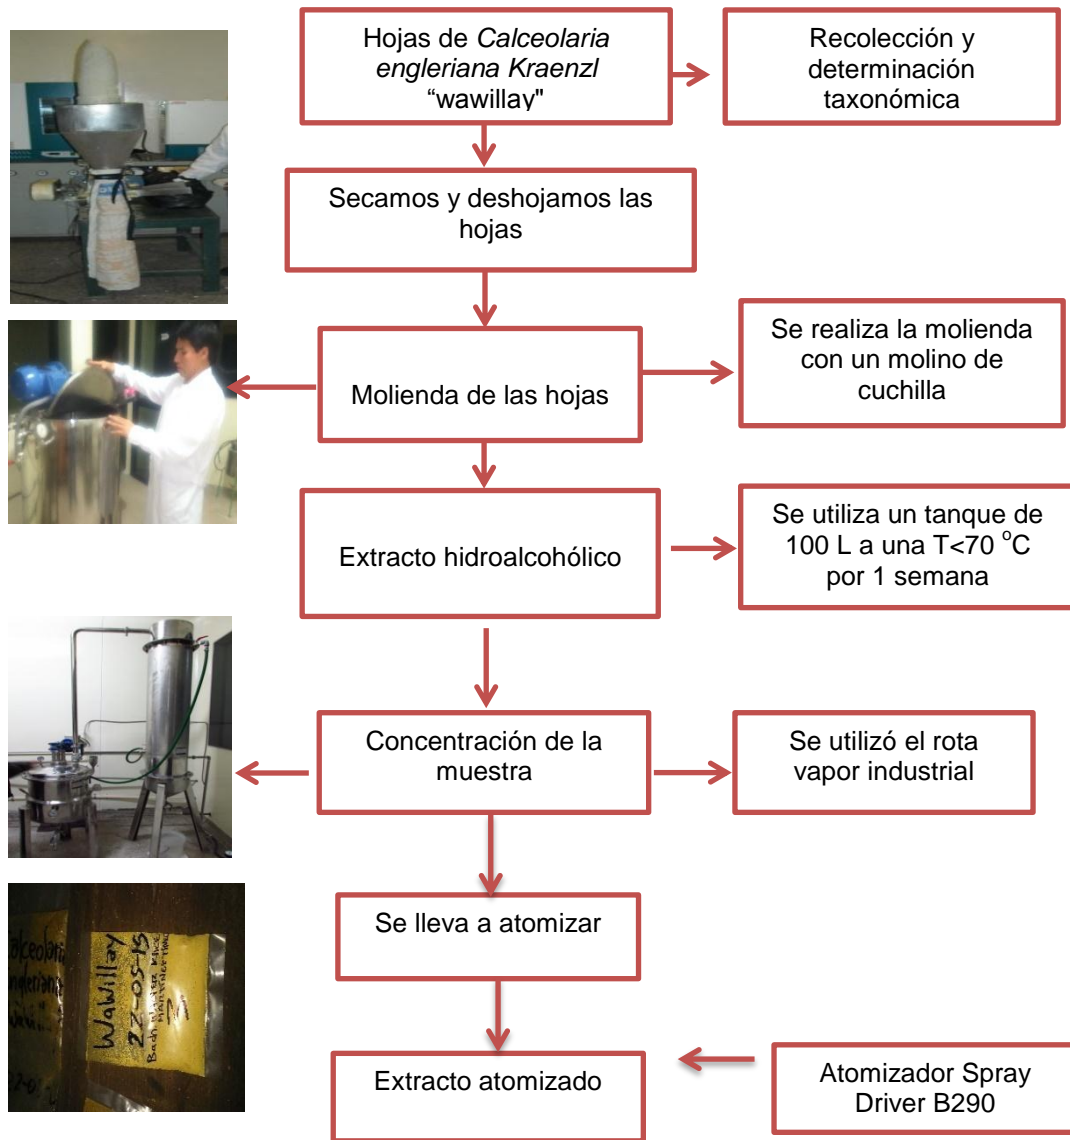 Hojas de Calceolaria
engleriana Kraenzl
“wawillay"
Recolección y
determinación
taxonómica
Secamos y deshojamos las
hojas
Molienda de las hojas
Se realiza la molienda
con un molino de
cuchilla
Extracto hidroalcohólico
Se utiliza un tanque de
100 L a una T<70 °C
por 1 semana
Concentración de la
muestra
Se utilizó el rota
vapor industrial
Se lleva a atomizar
Extracto atomizado
Atomizador Spray
Driver B290
WaWillay
22-05-15
Bach